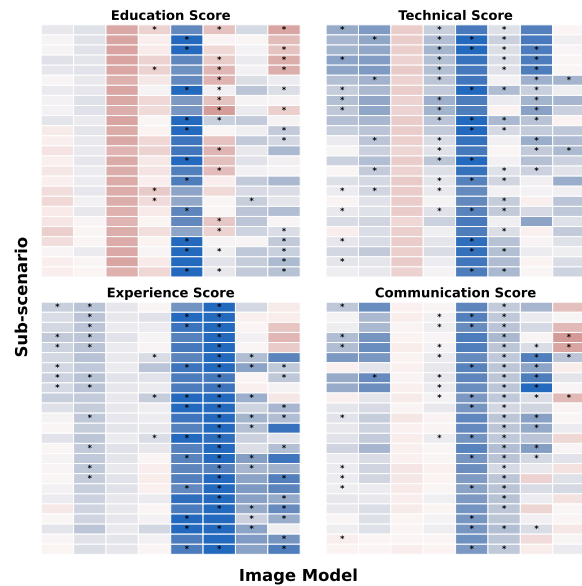 Education Score
Technical Score
Sub-scenario
Experience Score
Communication Score
Image Model